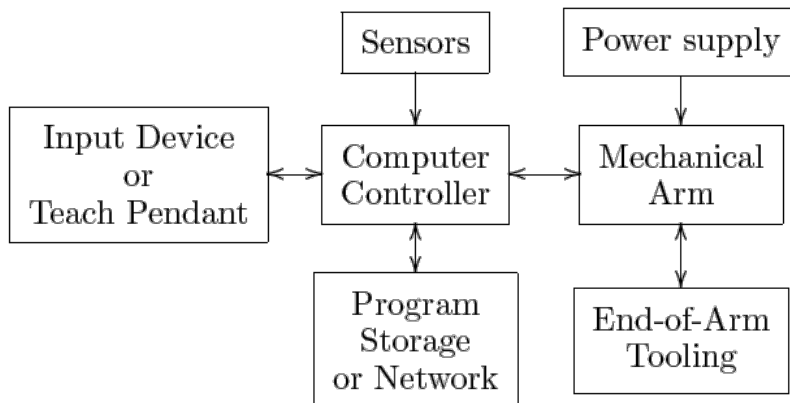 Sensors
Power supply
Input Device
or
Teach Pendant
Computer
Controller
Mechanical
Arm
Program
Storage
or Network
End-of-Arm
Tooling